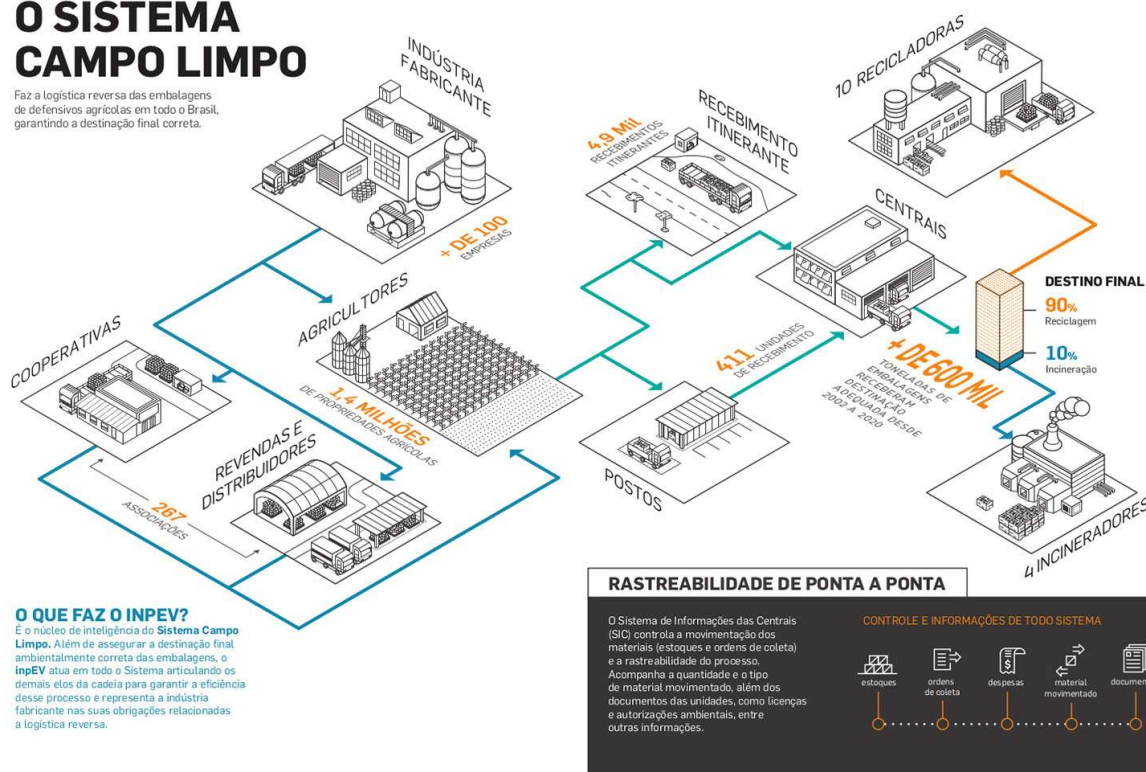 O SISTEMA
CAMPO LIMPO
Faz a logística reversa das embalagens
de defensivos agrícolas em todo o Brasil,
garantindo a destinação final correta.
INDÚSTRIA
FABRICANTE
+ DE 100
EMPRESAS
4,9 Mil
RECEBIMENTOS
ITINERANTES
RECEBIMENTO
ITINERANTE
10 RECICLADORAS
CENTRAIS
DESTINO FINAL
90%
Reciclagem
10%
Incineração
AGRICULTORES
1,4 MILHÕES
DE PROPRIEDADES AGRÍCOLAS
COOPERATIVAS
REVENDAS E
DISTRIBUIDORES
267
ASSOCIAÇÕES
411 UNIDADES
DE RECEBIMENTO
POSTOS
+ DE 600 MIL
TONELADAS DE
EMBALAGENS
RECEBERAM
DESTINAÇÃO
ADEQUADA DESDE
2002 A 2020
4 INCINERADORES
O QUE FAZ O INPEV?
É o núcleo de inteligência do Sistema Campo
Limpo. Além de assegurar a destinação final
ambientalmente correta das embalagens, o
inpEV atua em todo o Sistema articulando os
demais elos da cadeia para garantir a eficiência
desse processo e representa a indústria
fabricante nas suas obrigações relacionadas
a logística reversa.
RASTREABILIDADE DE PONTA A PONTA
O Sistema de Informações das Centrais
(SIC) controla a movimentação dos
materiais (estoques e ordens de coleta)
e a rastreabilidade do processo.
Acompanha a quantidade e o tipo
de material movimentado, além dos
documentos das unidades, como licenças
e autorizações ambientais, entre
outras informações.
CONTROLE E INFORMAÇÕES DE TODO SISTEMA
estoques
ordens
de coleta
despesas
material
movimentado
documen